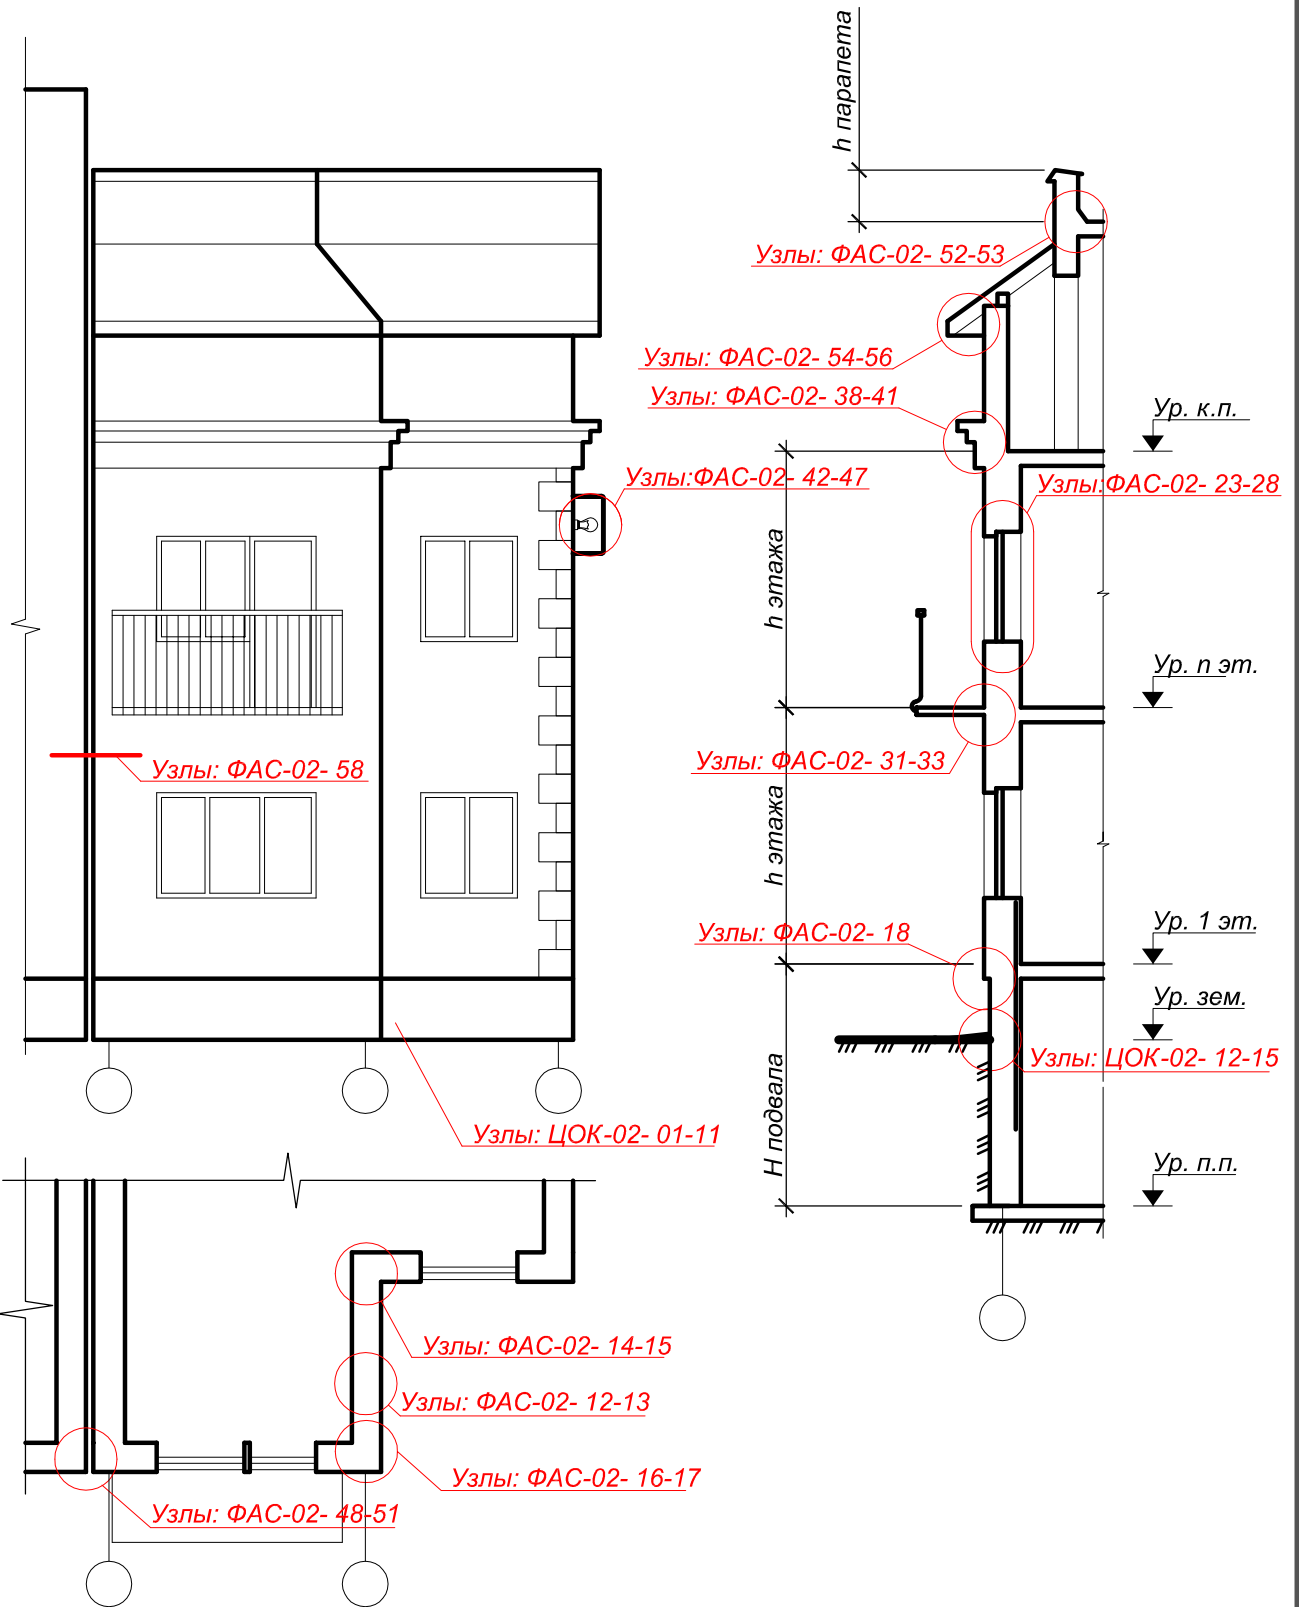 h парапета
Узлы: ФАС-02- 52-53
Узлы: ФАС-02- 54-56
Узлы: ФАС-02- 38-41
Ур. к.п.
Узлы:ФАС-02- 42-47
Узлы:ФАС-02- 23-28
h этажа
Ур. n эт.
Узлы: ФАС-02- 58
Узлы: ФАС-02- 31-33
h этажа
Узлы: ФАС-02- 18
Ур. 1 эт.
Ур. зем.
Узлы: ЦОК-02- 12-15
Узлы: ЦОК-02- 01-11
H подвала
Ур. п.п.
Узлы: ФАС-02- 14-15
Узлы: ФАС-02- 12-13
Узлы: ФАС-02- 16-17
Узлы: ФАС-02- 48-51